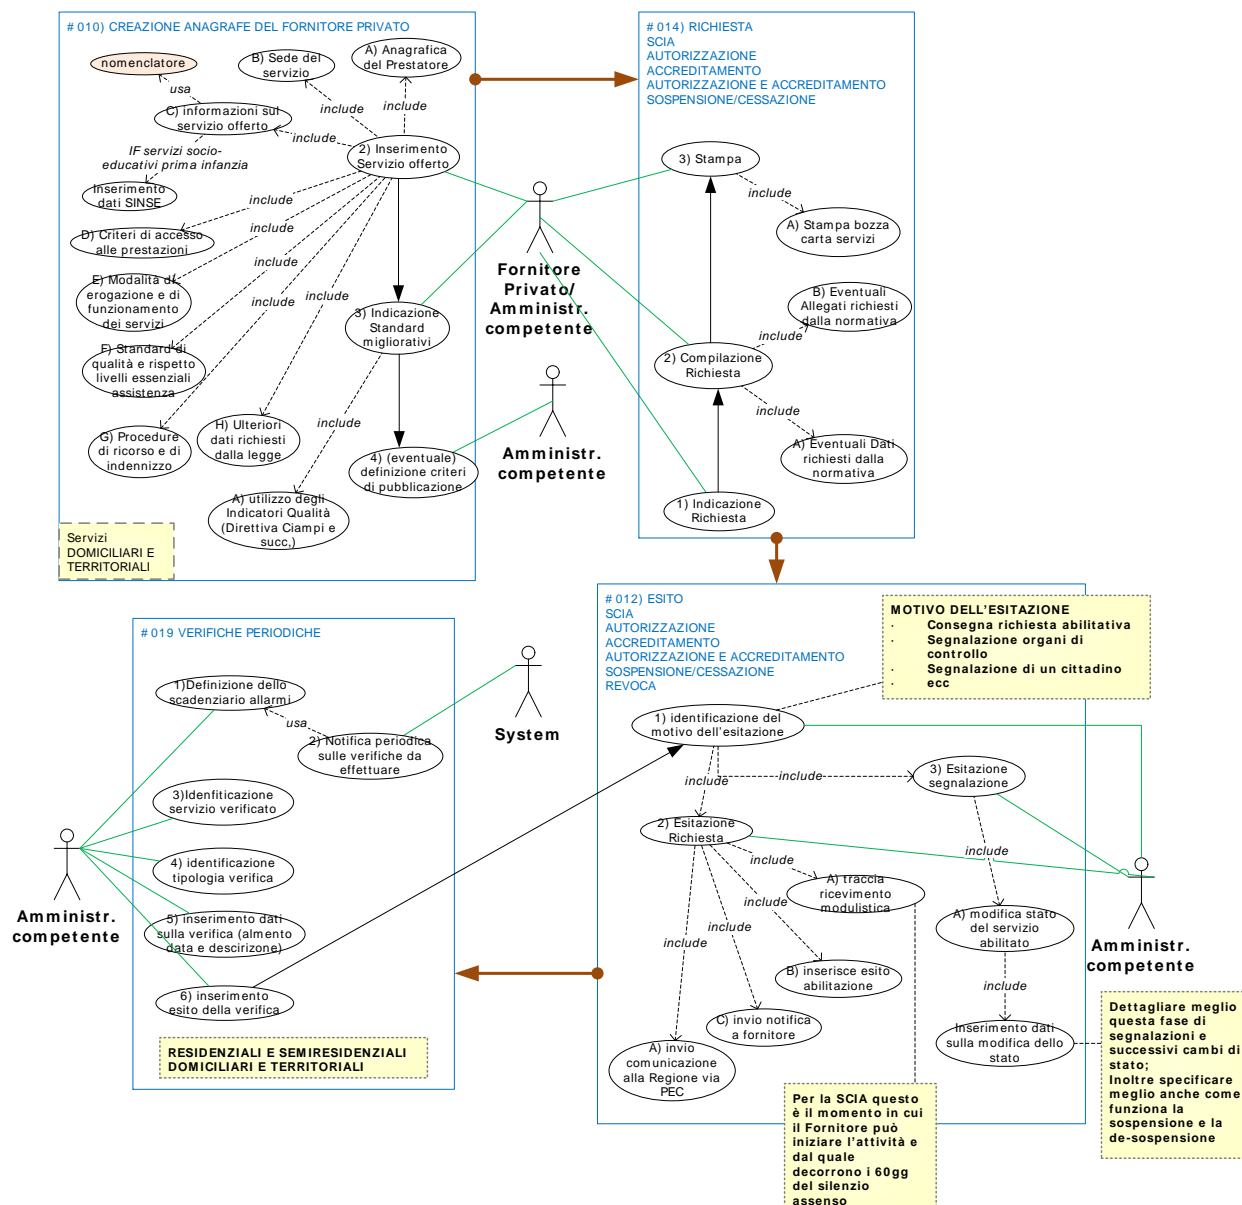 # 010) CREAZIONE ANAGRAFE DEL FORNITORE PRIVATO
nomenclatore
B) Sede del
servizio
A) Anagrafica
del Prestatore
usa
include
include
C) informazioni sul
servizio offerto
include
IF servizi socio-
educativi prima infanzia
2) Inserimento
Servizio offerto
Inserimento
dati SINSE
include
D) Criteri di accesso
alle prestazioni
include
include
E) Modalità di
erogazione e di
funzionamento
dei servizi
include
include
3) Indicazione
Standard
migliorativi
F) Standard di
qualità e rispetto
livelli essenziali
assistenza
include
G) Procedure
di ricorso e di
indennizzo
H) Ulteriori
dati richiesti
dalla legge
4) (eventuale)
definizione criteri
di pubblicazione
A) utilizzo degli
Indicatori Qualità
(Direttiva Ciampi e
succ,)
Servizi
DOMICILIARI E
TERRITORIALI
Fornitore
Privato/
Amministr.
competente
Amministr.
competente
# 014) RICHIESTA
SCIA
AUTORIZZAZIONE
ACCREDITAMENTO
AUTORIZZAZIONE E ACCREDITAMENTO
SOSPENSIONE/CESSAZIONE
3) Stampa
include
A) Stampa bozza
carta servizi
B) Eventuali
Allegati richiesti
dalla normativa
include
2) Compilazione
Richiesta
include
A) Eventuali Dati
richiesti dalla
normativa
1) Indicazione
Richiesta
# 019 VERIFICHE PERIODICHE
1)Definizione dello
scadenziario allarmi
usa
2) Notifica periodica
sulle verifiche da
effettuare
System
3)Idenfiticazione
servizio verificato
4) identificazione
tipologia verifica
Amministr.
competente
5) inserimento dati
sulla verifica (almento
data e descirizone)
6) inserimento
esito della verifica
RESIDENZIALI E SEMIRESIDENZIALI
DOMICILIARI E TERRITORIALI
# 012) ESITO
SCIA
AUTORIZZAZIONE
ACCREDITAMENTO
AUTORIZZAZIONE E ACCREDITAMENTO
SOSPENSIONE/CESSAZIONE
REVOCA
MOTIVO DELL'ESITAZIONE
· Consegna richiesta abilitativa
· Segnalazione organi di
controllo
· Segnalazione di un cittadino
· ecc
1) identificazione del
motivo dell'esitazione
include
include
3) Esitazione
segnalazione
2) Esitazione
Richiesta
include
include
A) traccia
ricevimento
modulistica
include
include
include
A) modifica stato
del servizio
abilitato
B) inserisce esito
abilitazione
include
C) invio notifica
a fornitore
A) invio
comunicazione
alla Regione via
PEC
Inserimento dati
sulla modifica dello
stato
Amministr.
competente
Dettagliare meglio
questa fase di
segnalazioni e
successivi cambi di
stato;
Inoltre specificare
meglio anche come
funziona la
sospensione e la
de-sospensione
Per la SCIA questo
è il momento in cui
il Fornitore può
iniziare l'attività e
dal quale
decorrono i 60gg
del silenzio
assenso